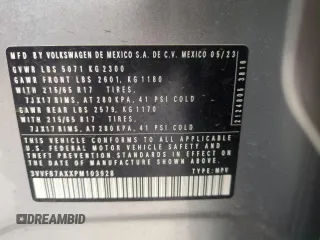 MFD. BY VOLKSWAGEN DE MEXICO S.A. DE C.V. MEXICO 05/23
GVWR LBS 5071 KG 2300
GAWR FRONT LBS 2601, KG 1180
WITH 215/65 R17 TIRES,
7JX17 RIMS, AT 280 KPA, 41 PSI COLD
GAWR REAR LBS 2579, KG 1170
WITH 215/65 R17 TIRES,
7JX17 RIMS, AT 280 KPA, 41 PSI COLD
THIS VEHICLE CONFORMS TO ALL APPLICABLE
U.S. FEDERAL MOTOR VEHICLE SAFETY AND
THEFT PREVENTION STANDARDS IN EFFECT ON
THE DATE OF MANUFACTURE SHOWN ABOVE.
TYPE: MPV
AUTOBID